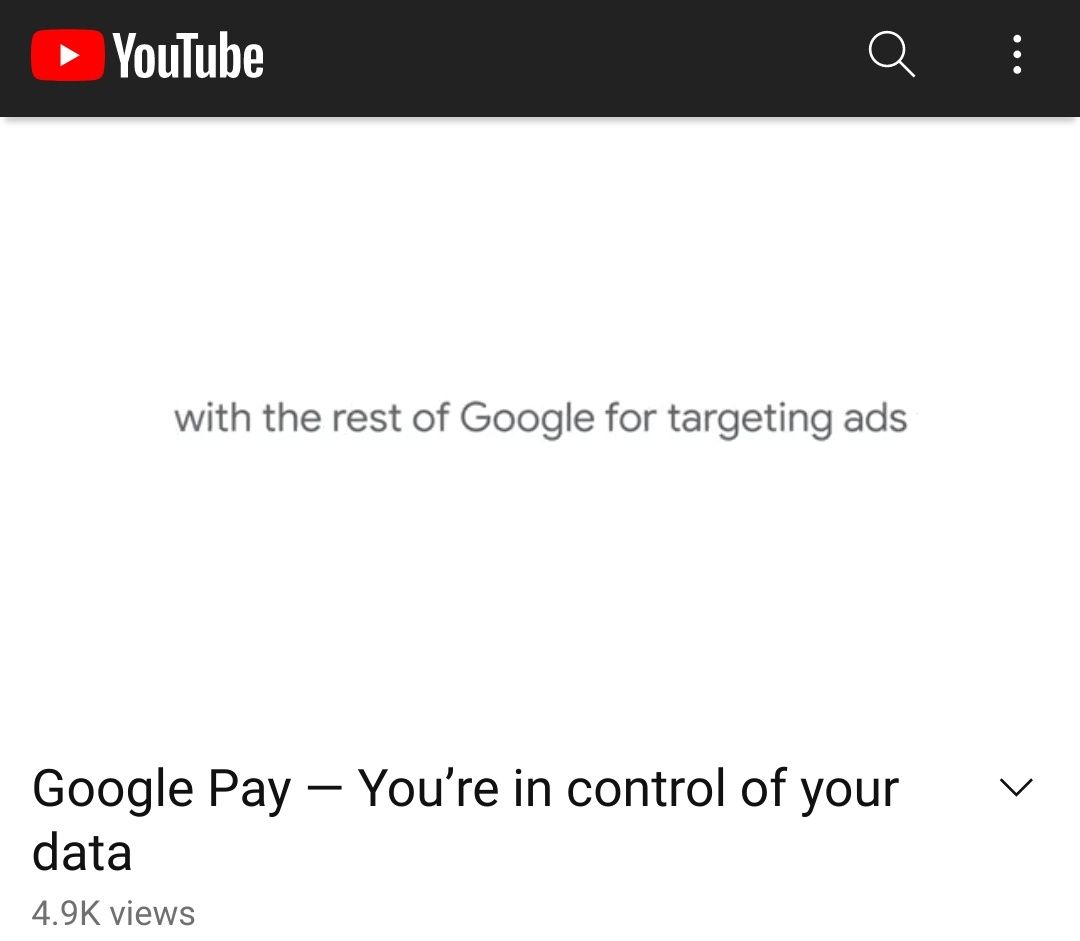 YouTube
with the rest of Google for targeting ads
Google Pay — You’re in control of your
data
4.9K views